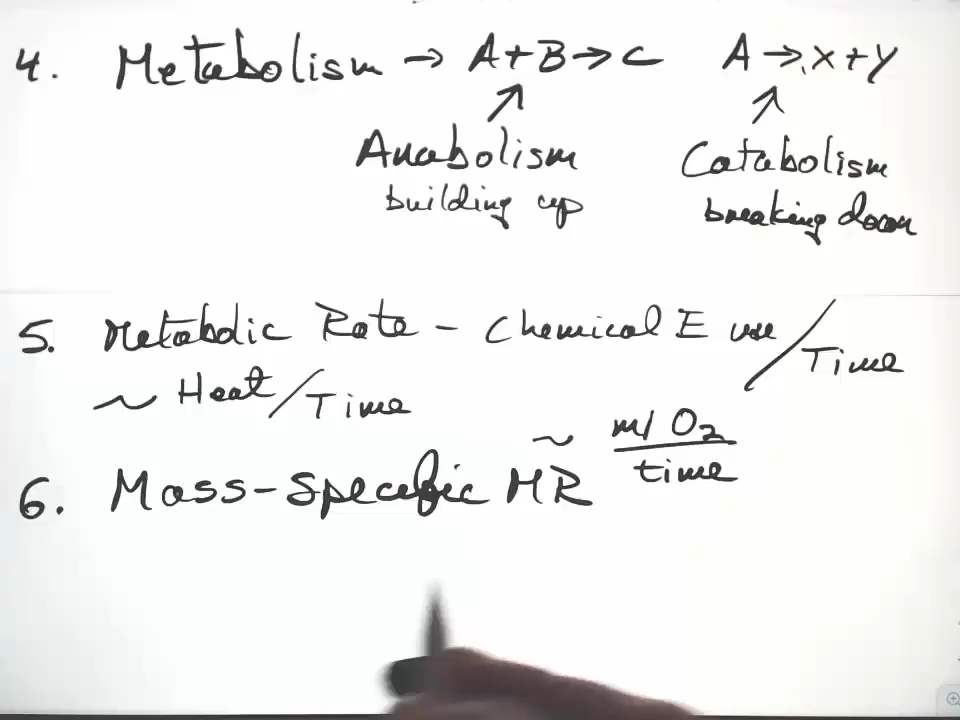 4. Metabolism → A+B→C A→X+Y
Anabolism Catabolism
building up breaking down
5. Metabolic Rate - Chemical E use/Time
~ Heat/Time ~ ml O2/time
6. Mass-Specific MR